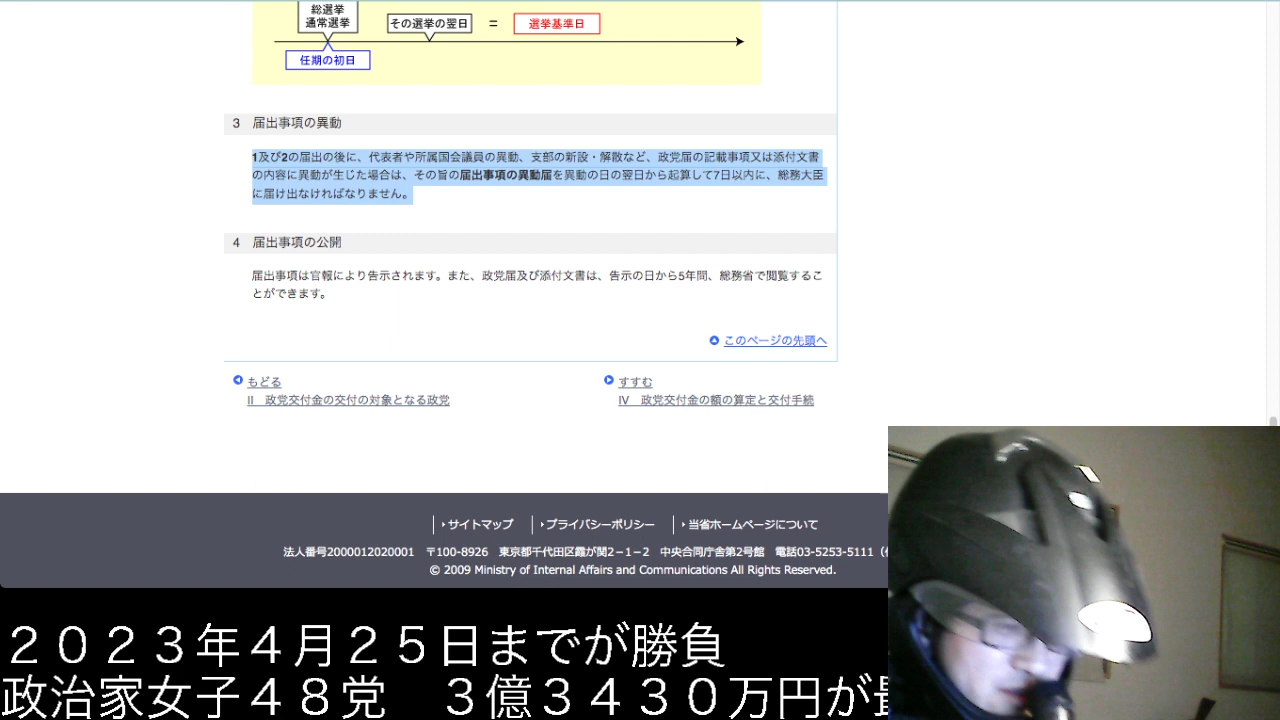 総選挙
通常選挙
その選挙の翌日
=
選挙基準日
任期の初日
3 届出事項の異動
1及び2の届出の後に、代表者や所属国会議員の異動、支部の新設・解散など、政党届の記載事項又は添付文書
の内容に異動が生じた場合は、その旨の届出事項の異動届を異動の日の翌日から起算して7日以内に、総務大臣
に届け出なければなりません。
4 届出事項の公開
届出事項は官報により告示されます。また、政党届及び添付文書は、告示の日から5年間、総務省で閲覧するこ
とができます。
このページの先頭へ
もどる
II 政党交付金の交付の対象となる政党
すすむ
IV 政党交付金の額の算定と交付手続
サイトマップ
プライバシーポリシー
当省ホームページについて
法人番号2000012020001 〒100-8926 東京都千代田区霞が関2−1−2 中央合同庁舎第2号館 電話03-5253-5111
© 2009 Ministry of Internal Affairs and Communications All Rights Reserved.
２０２３年４月２５日までが勝負
政治家女子４８党 ３億３４３０万円が